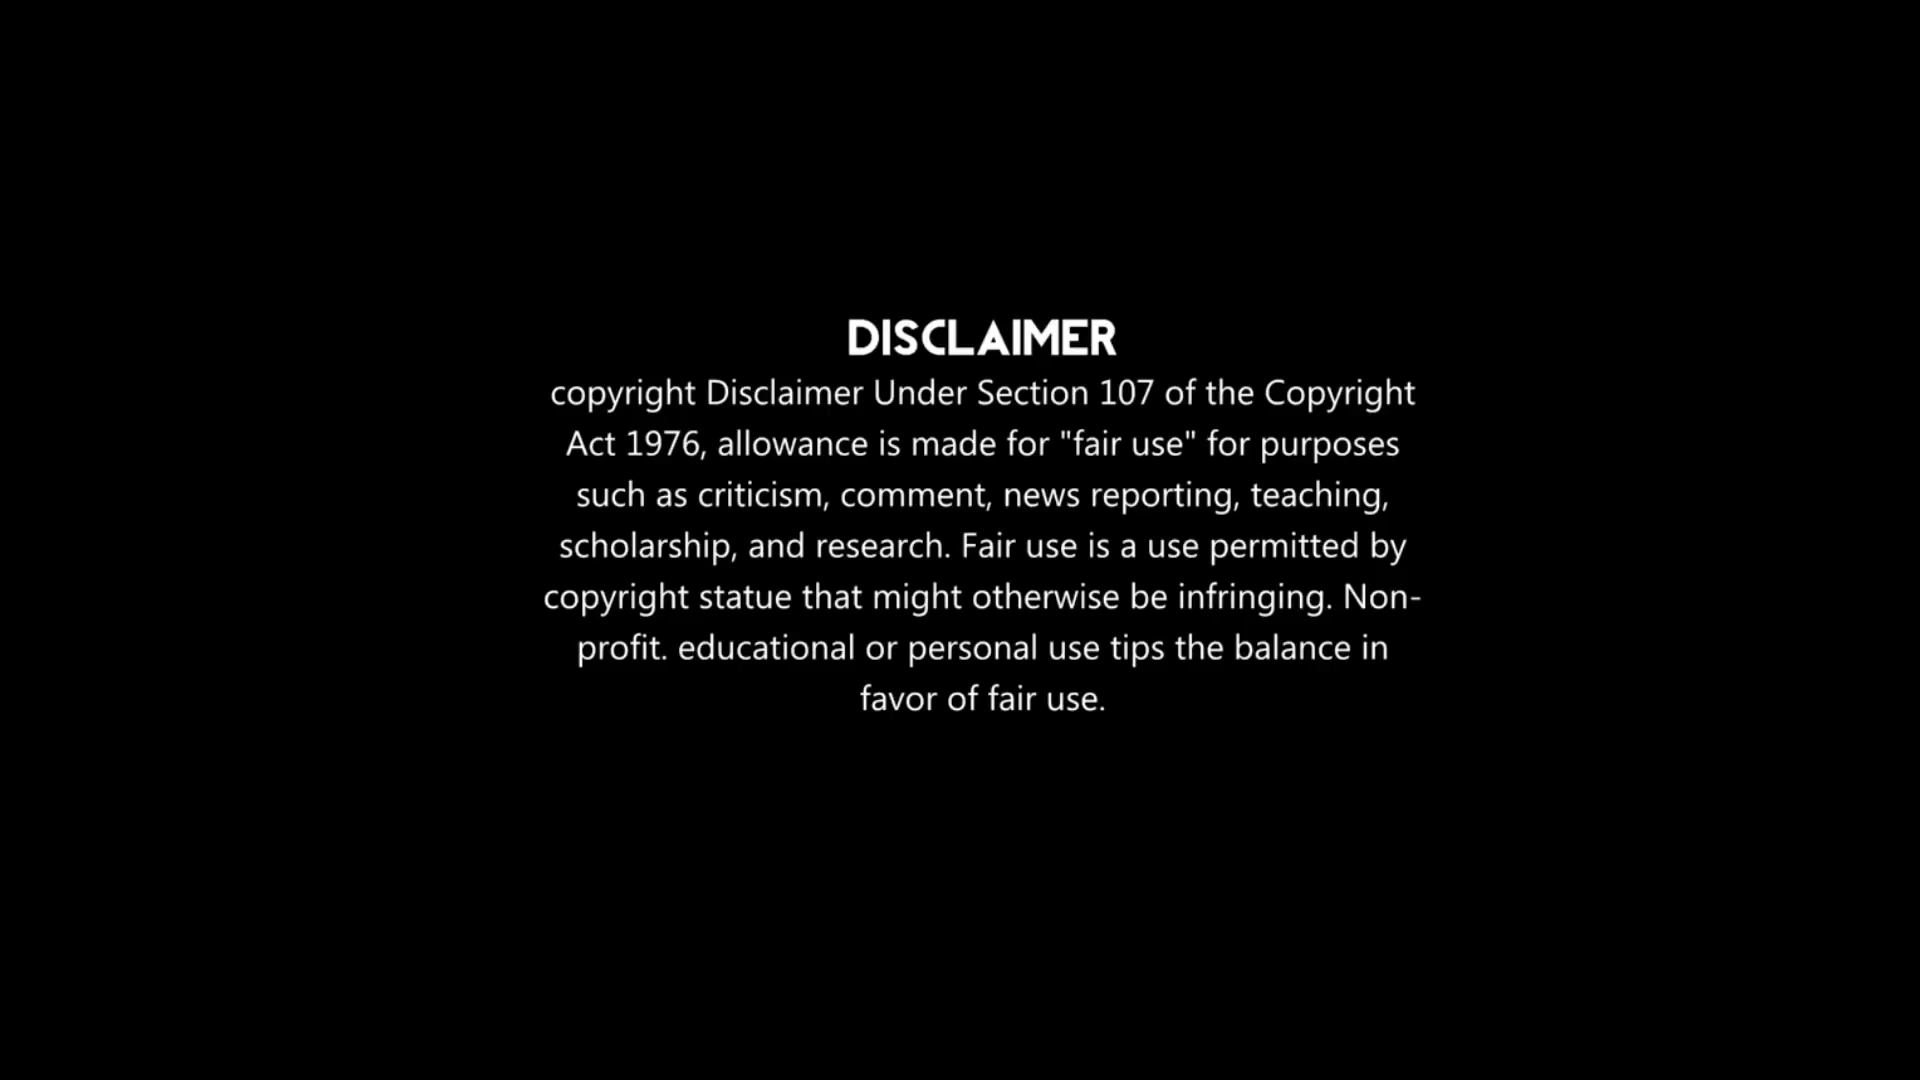 DISCLAIMER
copyright Disclaimer Under Section 107 of the Copyright
Act 1976, allowance is made for "fair use" for purposes
such as criticism, comment, news reporting, teaching,
scholarship, and research. Fair use is a use permitted by
copyright statue that might otherwise be infringing. Non-
profit. educational or personal use tips the balance in
favor of fair use.